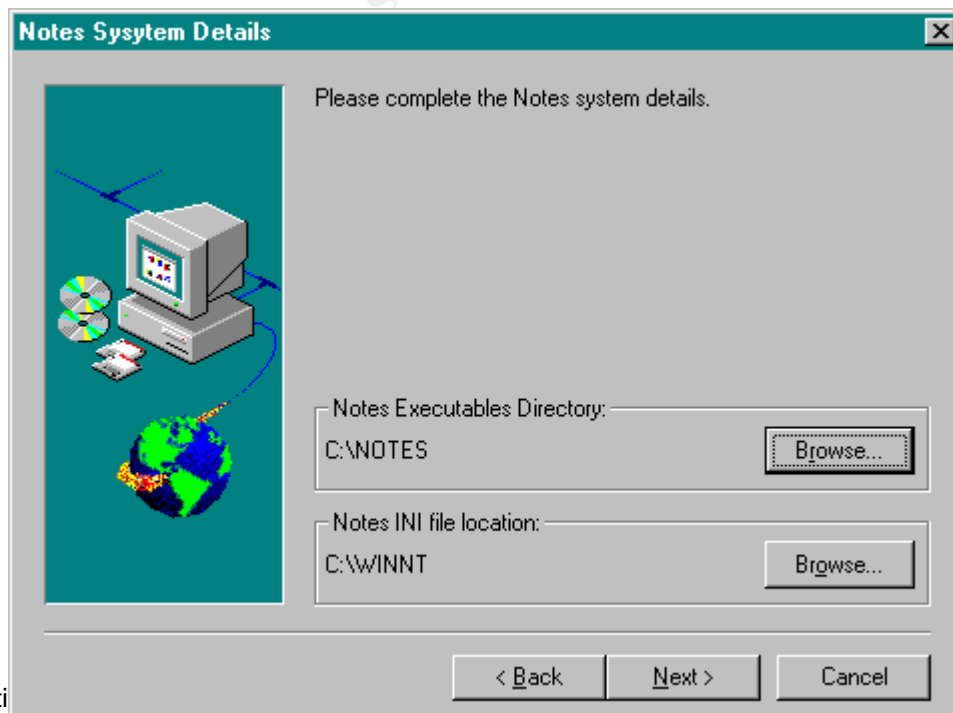 Notes Sysytem Details
Please complete the Notes system details.
Notes Executables Directory:
C:\NOTES
Browse...
Notes INI file location:
C:\WINNT
Browse...
< Back
Next >
Cancel